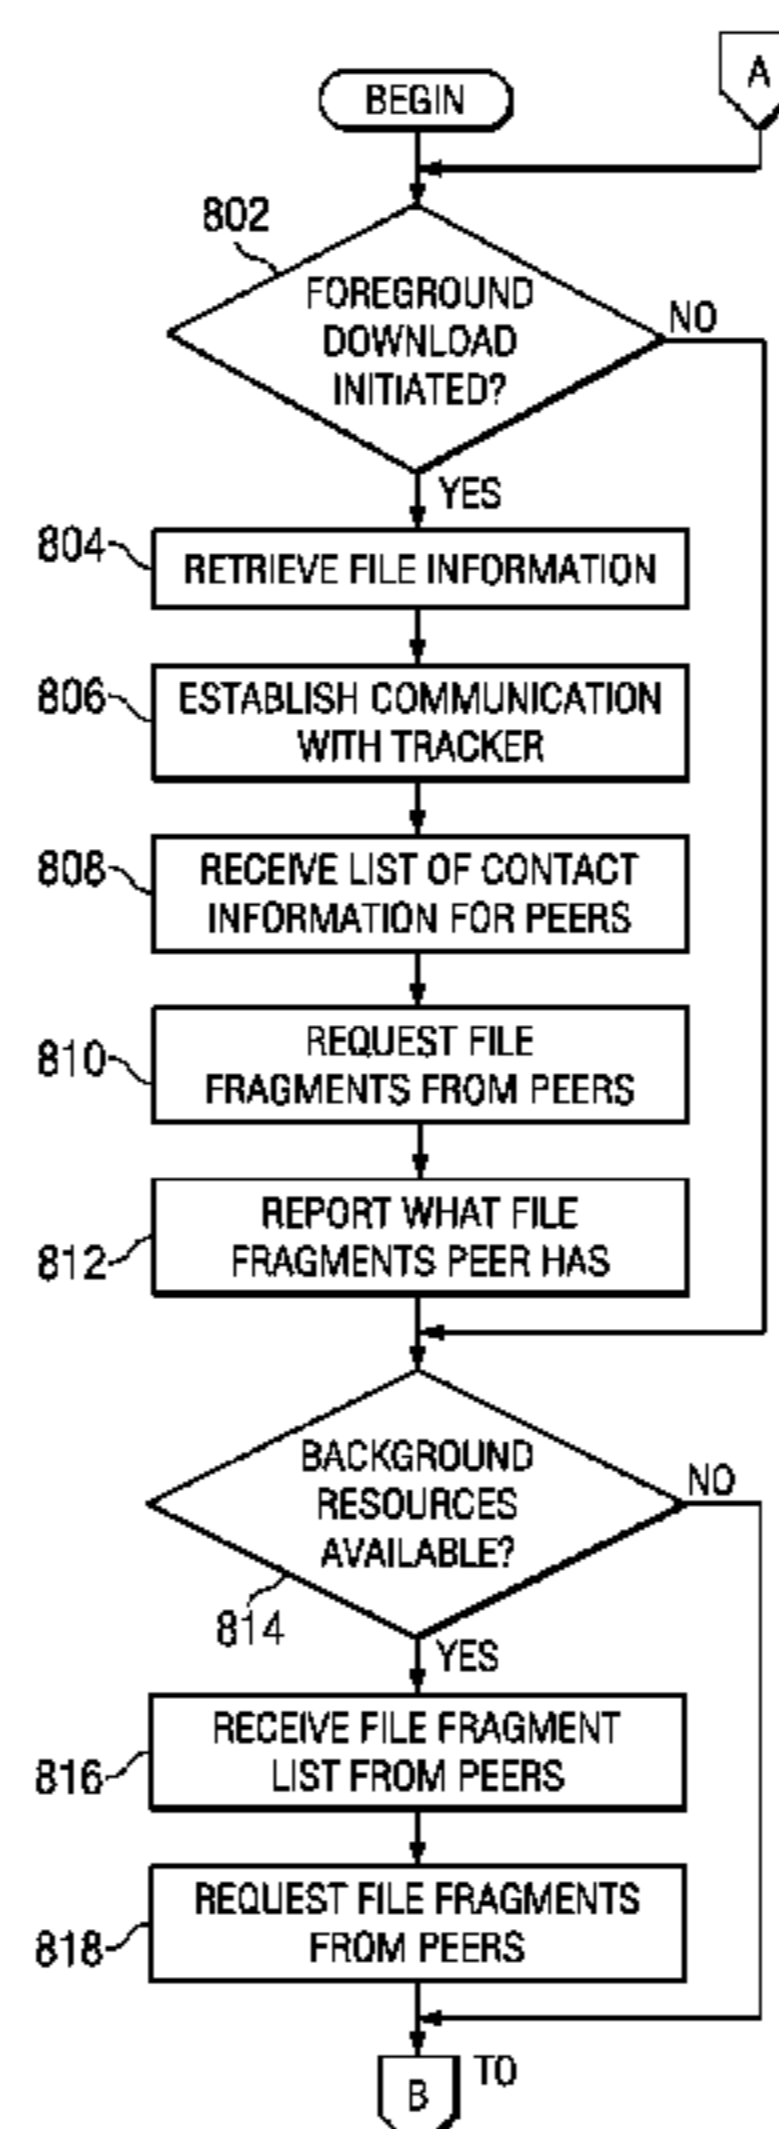 A
BEGIN
802
FOREGROUND
DOWNLOAD
INITIATED?
NO
YES
804
RETRIEVE FILE INFORMATION
806
ESTABLISH COMMUNICATION
WITH TRACKER
808
RECEIVE LIST OF CONTACT
INFORMATION FOR PEERS
810
REQUEST FILE
FRAGMENTS FROM PEERS
812
REPORT WHAT FILE
FRAGMENTS PEER HAS
BACKGROUND
RESOURCES
AVAILABLE?
NO
814
YES
816
RECEIVE FILE FRAGMENT
LIST FROM PEERS
818
REQUEST FILE FRAGMENTS
FROM PEERS
B
TO